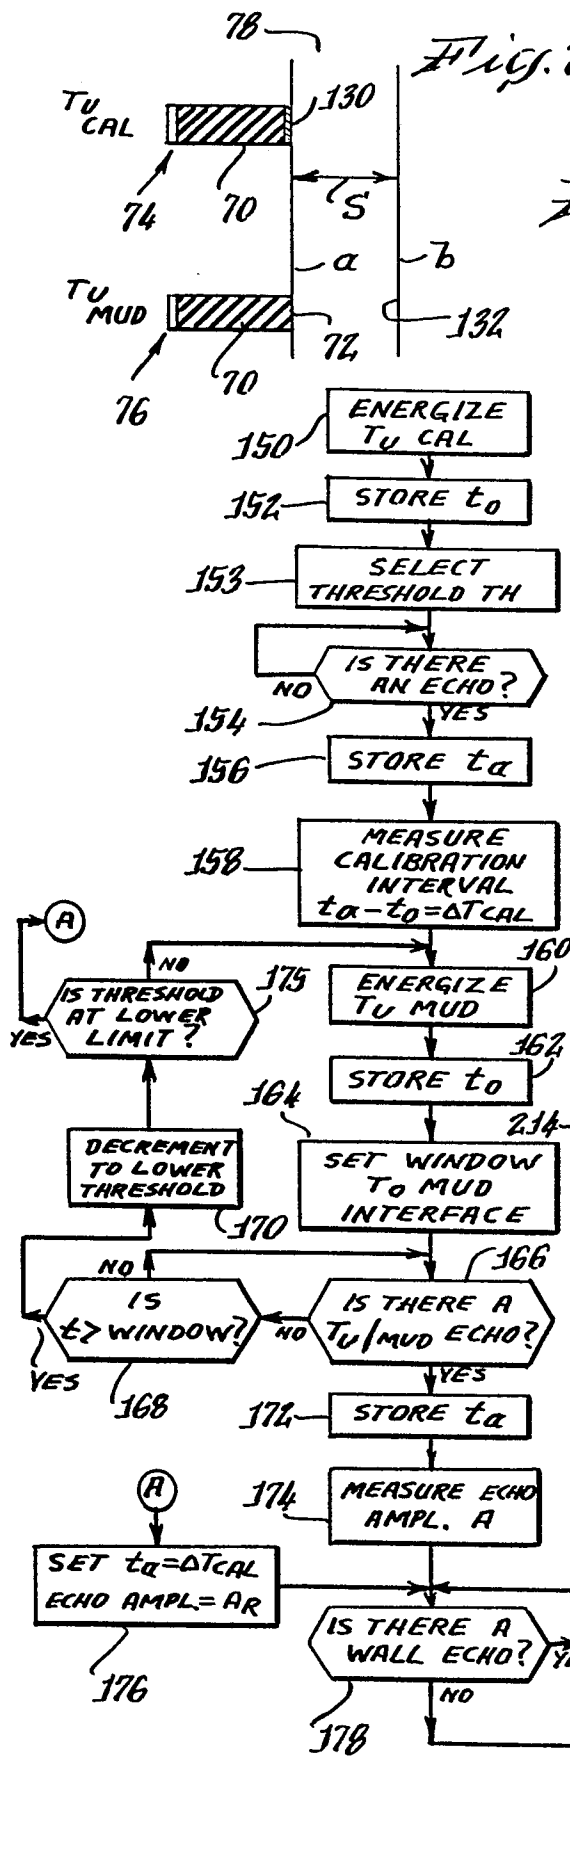 78
Fig.
TU CAL
130
74
70
S
a
b
TU MUD
72
132
76
70
ENERGIZE
TU CAL
150
STORE to
152
SELECT
THRESHOLD TH
153
IS THERE
AN ECHO?
NO
YES
154
STORE ta
156
MEASURE
CALIBRATION
INTERVAL
ta-to=ΔTCAL
158
A
NO
160
IS THRESHOLD
AT LOWER
LIMIT?
175
YES
ENERGIZE
TU MUD
162
STORE to
164
214
DECREMENT
TO LOWER
THRESHOLD
170
SET WINDOW
TO MUD
INTERFACE
NO
166
IS
t> WINDOW?
NO
IS THERE A
TU/MUD ECHO?
YES
168
YES
172
STORE ta
A
174
MEASURE ECHO
AMPL. A
SET ta=ΔTCAL
ECHO AMPL.=AR
176
IS THERE A
WALL ECHO?
NO
178